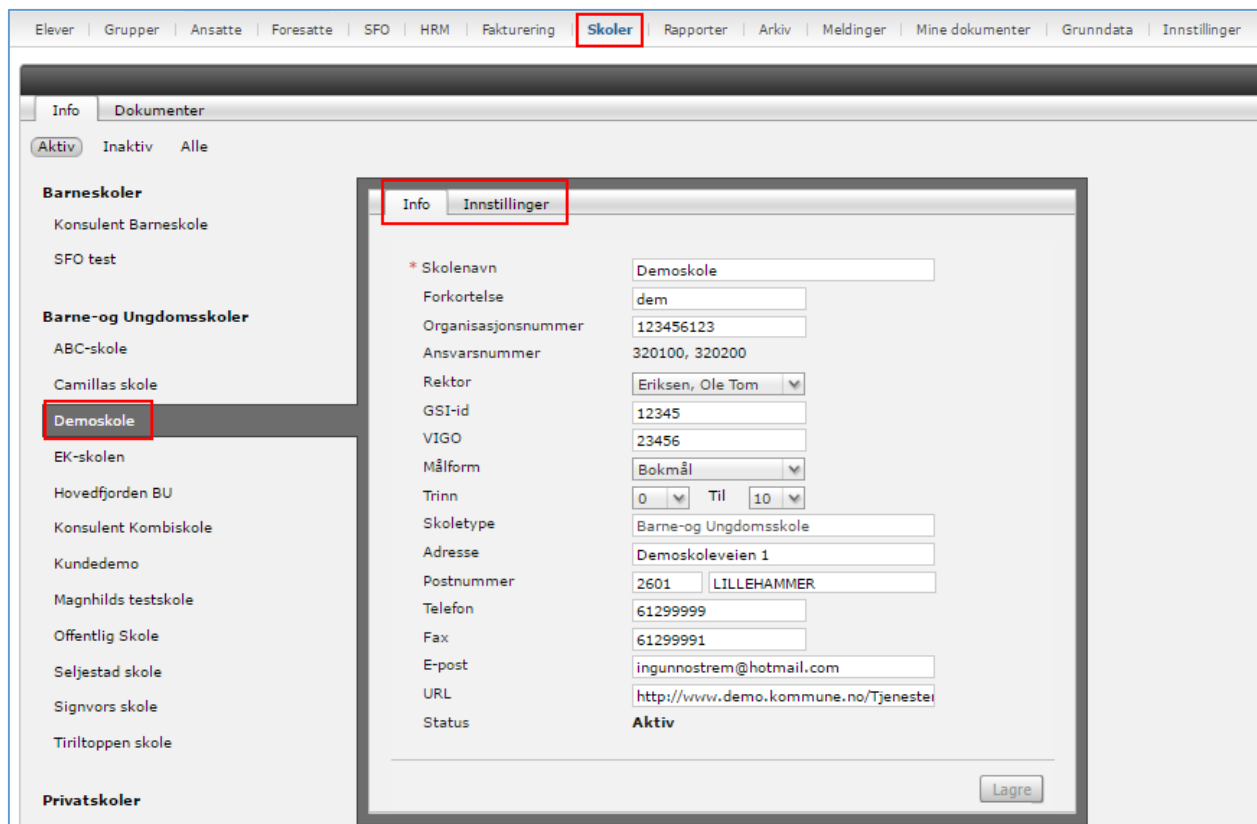 Elever Grupper Ansatte Foresatte SFO HRM Fakturering Skoler Rapporter Arkiv Meldinger Mine dokumenter Grunndata Innstillinger
Info Dokumenter
Aktiv Inaktiv Alle
Barneskoler
Konsulent Barneskole
SFO test
Barne-og Ungdomsskoler
ABC-skole
Camillas skole
Demoskole
EK-skolen
Hovedfjorden BU
Konsulent Kombiskole
Kundedemo
Magnhilds testskole
Offentlig Skole
Seljestad skole
Signvors skole
Tiriltoppen skole
Privatskoler
Info Innstillinger
* Skolenavn Demoskole
Forkortelse dem
Organisasjonsnummer 123456123
Ansvarsnummer 320100, 320200
Rektor Eriksen, Ole Tom
GSI-id 12345
VIGO 23456
Målform Bokmål
Trinn 0 Til 10
Skoletype Barne-og Ungdomsskole
Adresse Demoskoleveien 1
Postnummer 2601 LILLEHAMMER
Telefon 61299999
Fax 61299991
E-post ingunnostrem@hotmail.com
URL http://www.demo.kommune.no/Tjenester
Status Aktiv
Lagre